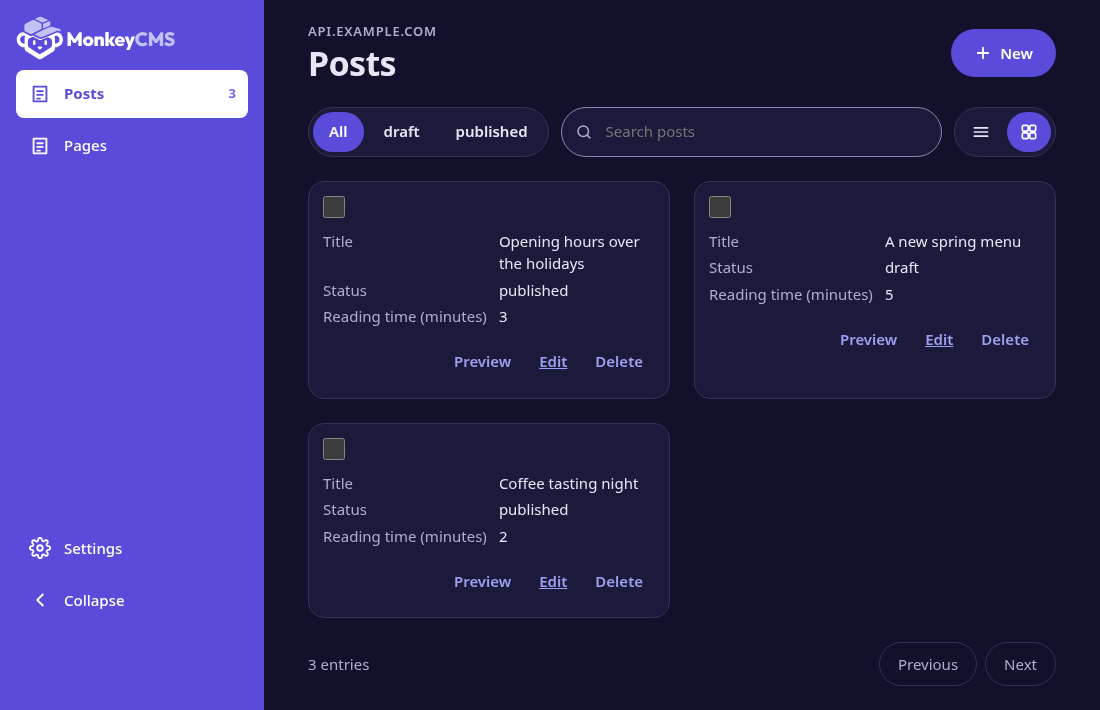 MonkeyCMS
Posts 3
Pages
Settings
Collapse
API.EXAMPLE.COM
Posts
New
All draft published
Search posts
Title Opening hours over
the holidays
Status published
Reading time (minutes) 3
Preview Edit Delete
Title A new spring menu
Status draft
Reading time (minutes) 5
Preview Edit Delete
Title Coffee tasting night
Status published
Reading time (minutes) 2
Preview Edit Delete
3 entries
Previous Next